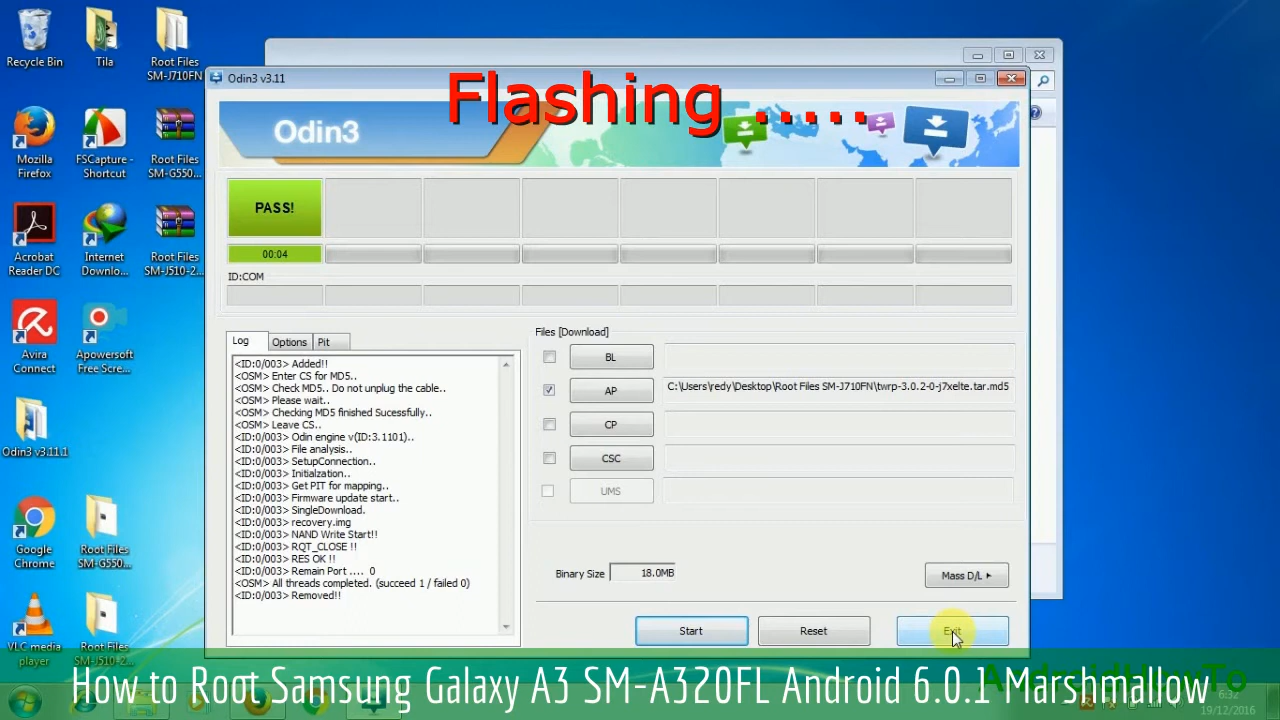 Recycle Bin
Tila
Root Files
SM-J710FN
Mozilla
Firefox
FSCapture -
Shortcut
Root Files
SM-G550...
Acrobat
Reader DC
Internet
Downlo...
Root Files
SM-J510-2...
Avira
Connect
Apowersoft
Free Scre...
Odin3 v3.11.1
Google
Chrome
Root Files
SM-G550...
VLC media
player
Root Files
SM-J510-2...
Odin3 v3.11
Flashing .....
Odin3
PASS!
00:04
ID:COM
Log
Options
Pit
<ID:0/003> Added!!
<OSM> Enter CS for MD5..
<OSM> Check MD5.. Do not unplug the cable..
<OSM> Please wait..
<OSM> Checking MD5 finished Sucessfully..
<OSM> Leave CS..
<ID:0/003> Odin engine v(ID:3.1101)..
<ID:0/003> File analysis..
<ID:0/003> SetupConnection..
<ID:0/003> Initialzation..
<ID:0/003> Get PIT for mapping..
<ID:0/003> Firmware update start..
<ID:0/003> SingleDownload.
<ID:0/003> recovery.img
<ID:0/003> NAND Write Start!!
<ID:0/003> RQT_CLOSE !!
<ID:0/003> RES OK !!
<ID:0/003> Remain Port .... 0
<OSM> All threads completed. (succeed 1 / failed 0)
<ID:0/003> Removed!!
Files [Download]
BL
AP
C:\Users\redy\Desktop\Root Files SM-J710FN\twrp-3.0.2-0-j7xelte.tar.md5
CP
CSC
UMS
Binary Size
18.0MB
Mass D/L
Start
Reset
Exit
AndroidHowTo
How to Root Samsung Galaxy A3 SM-A320FL Android 6.0.1 Marshmallow
6:32
19/12/2016